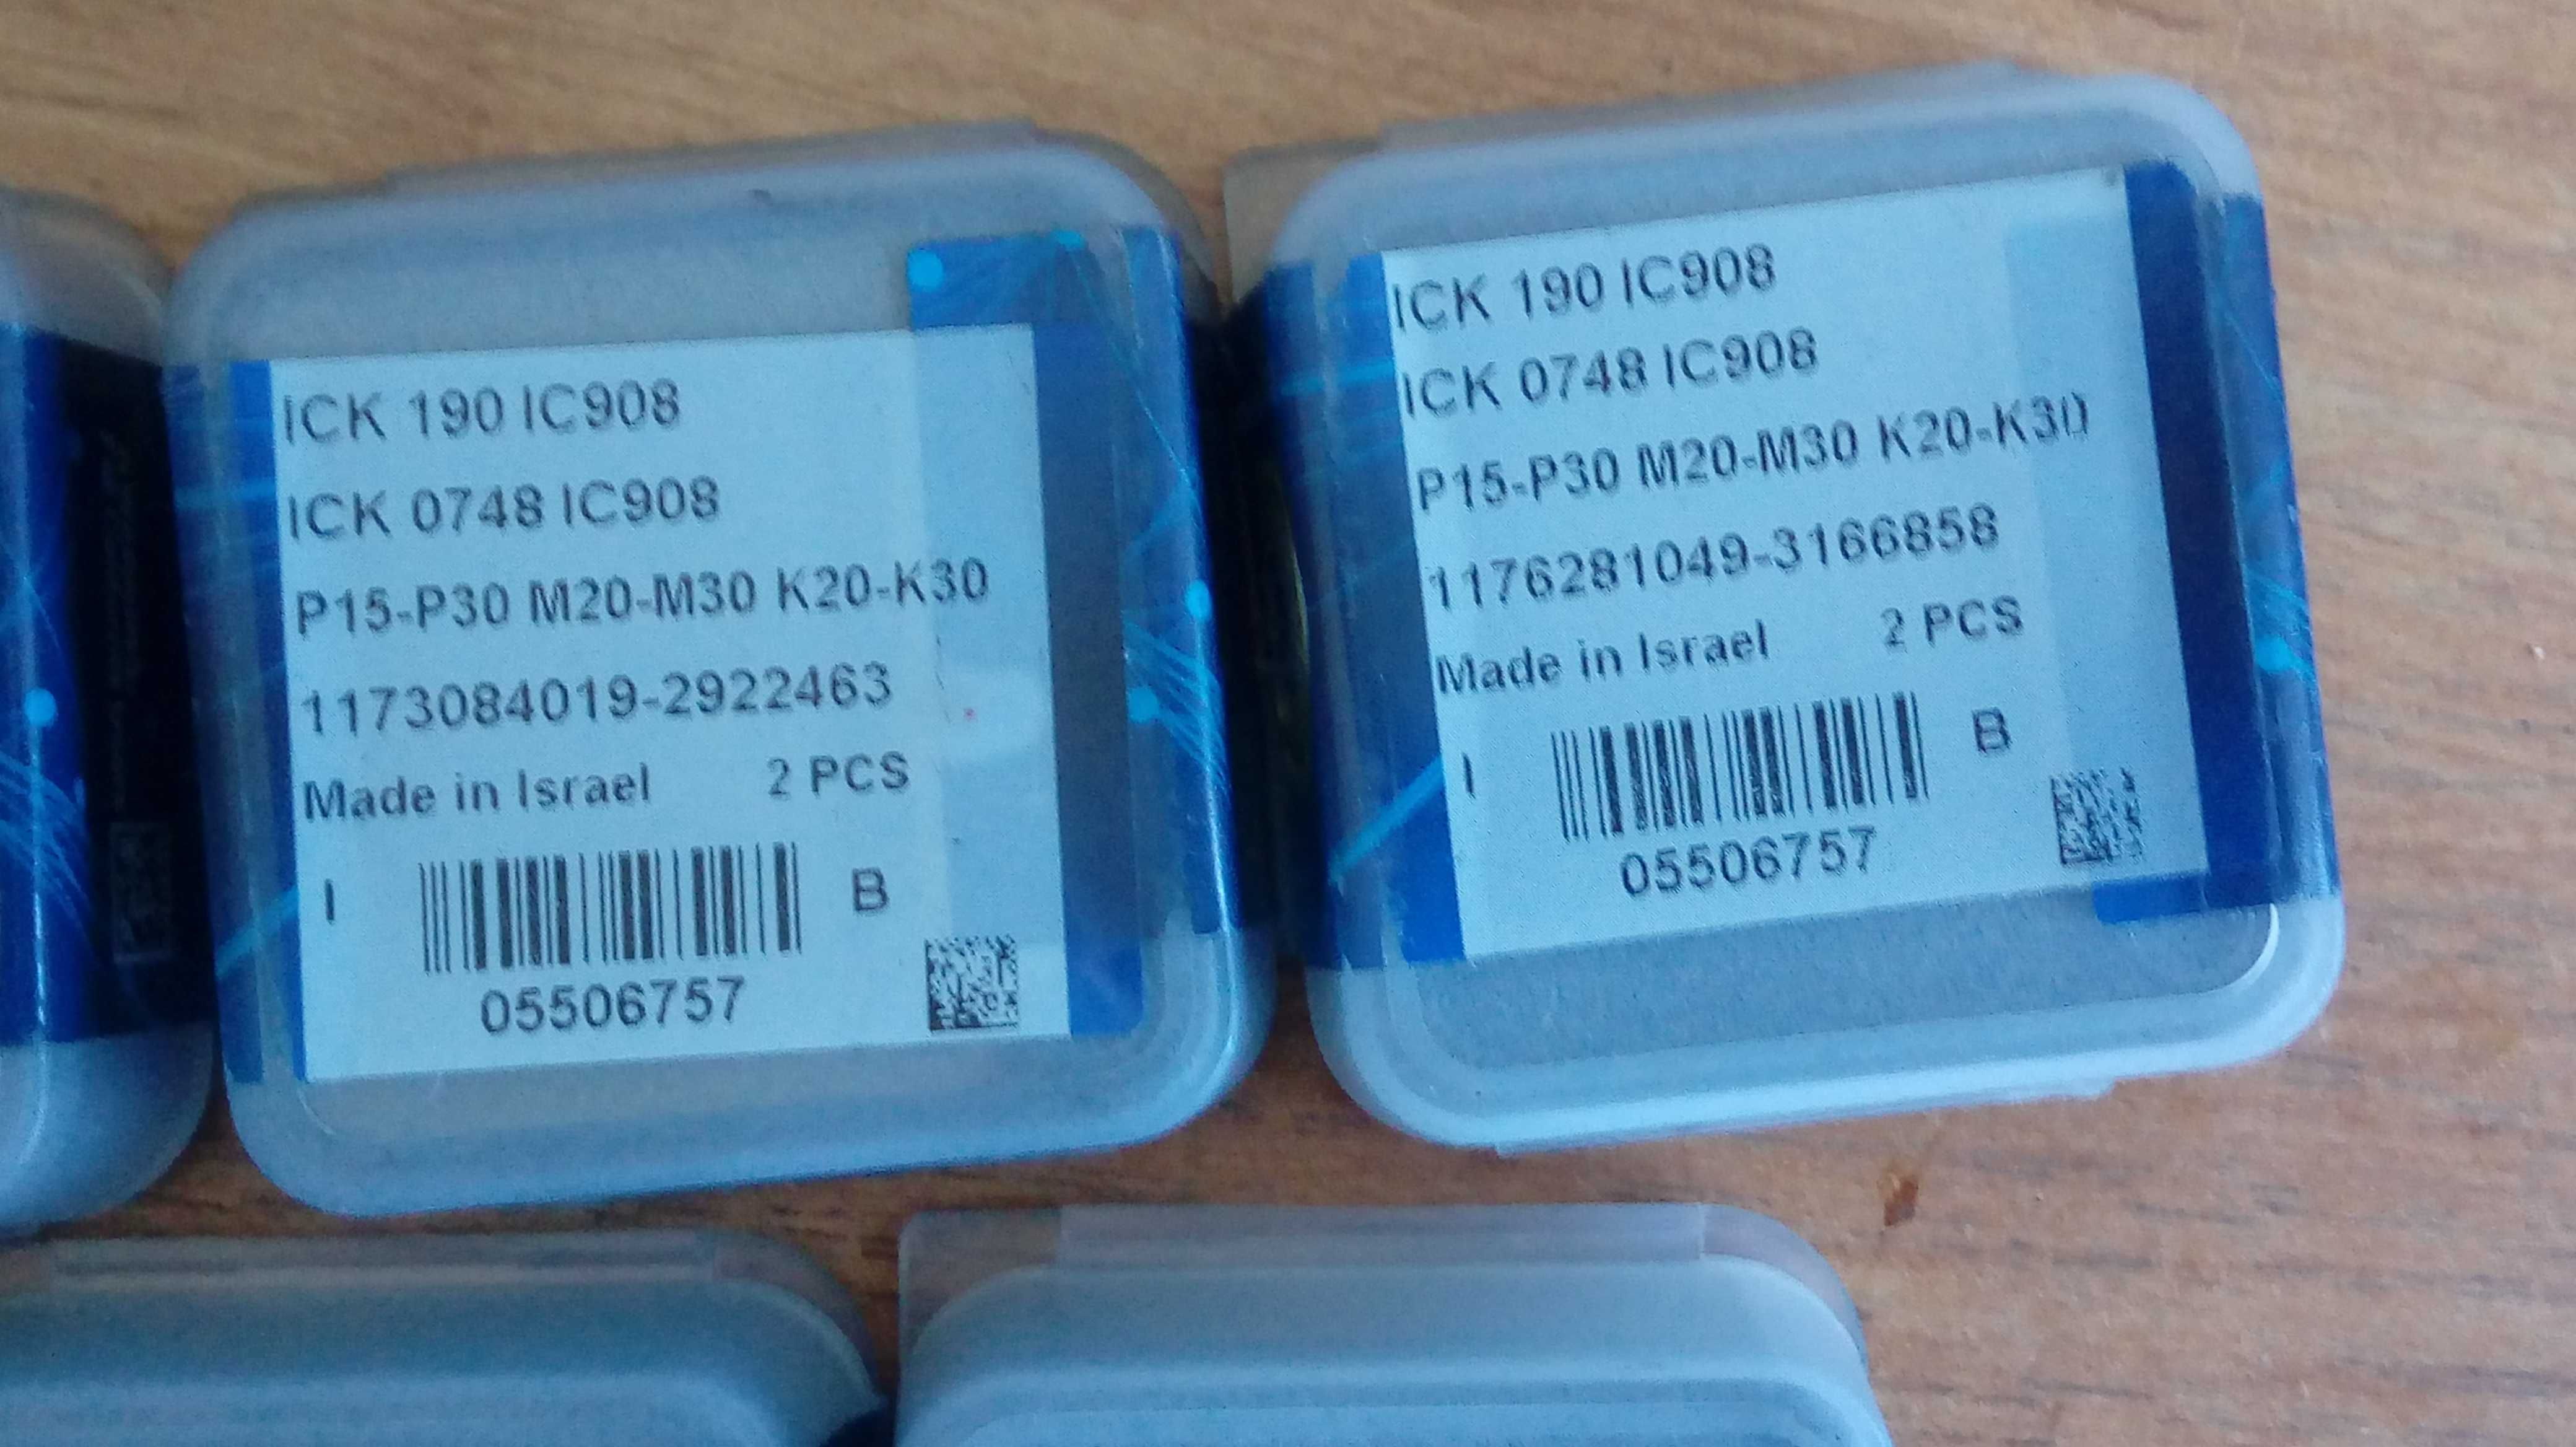 ICK 190 IC908
ICK 0748 IC908
P15-P30 M20-M30 K20-K30
1173084019-2922463
Made in Israel 2 PCS
I B
05506757
ICK 190 IC908
ICK 0748 IC908
P15-P30 M20-M30 K20-K30
1176281049-3166858
Made in Israel 2 PCS
I B
05506757